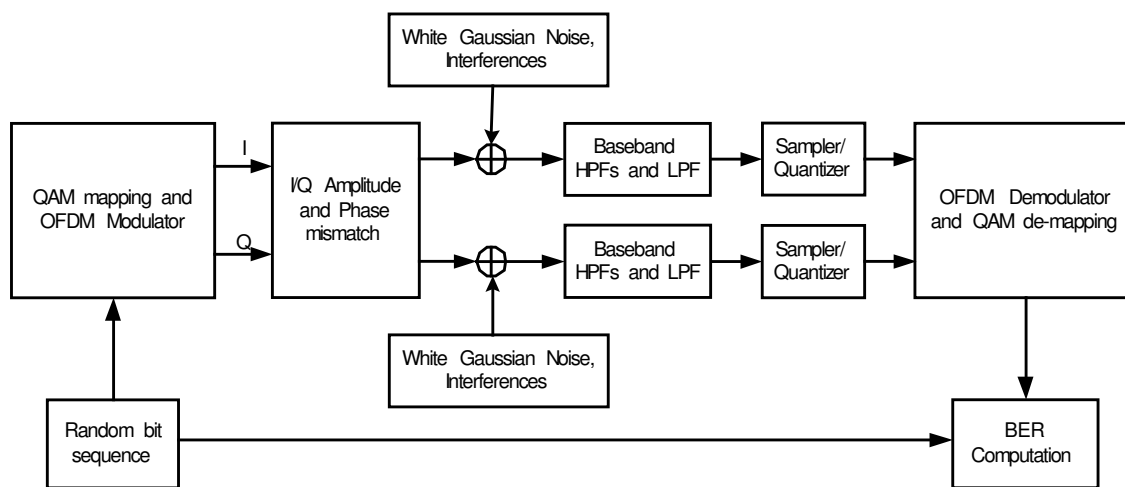 White Gaussian Noise,
Interferences
QAM mapping and
OFDM Modulator
I
Q
I/Q Amplitude
and Phase
mismatch
Baseband
HPFs and LPF
Sampler/
Quantizer
Baseband
HPFs and LPF
Sampler/
Quantizer
OFDM Demodulator
and QAM de-mapping
White Gaussian Noise,
Interferences
Random bit
sequence
BER
Computation